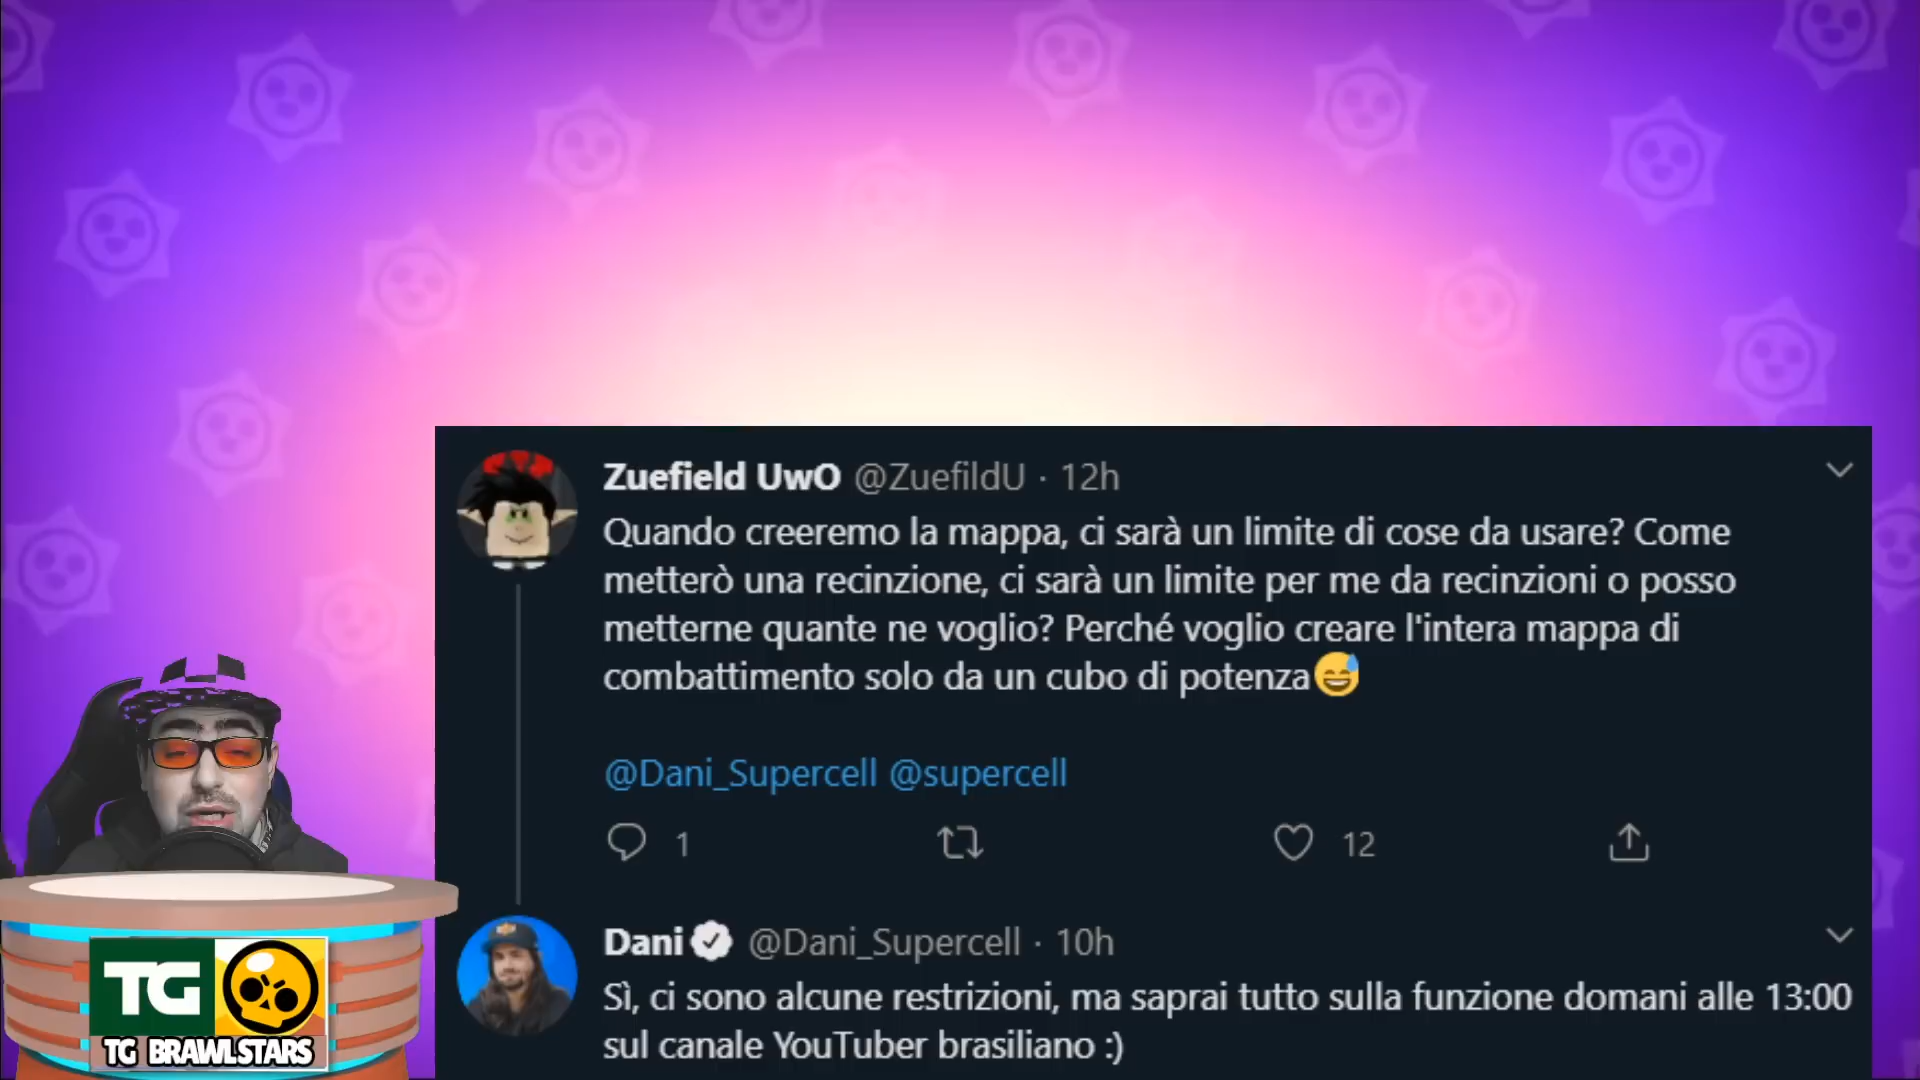 Zuefield UwO @ZuefildU · 12h
Quando creeremo la mappa, ci sarà un limite di cose da usare? Come
metterò una recinzione, ci sarà un limite per me da recinzioni o posso
metterne quante ne voglio? Perché voglio creare l'intera mappa di
combattimento solo da un cubo di potenza😅
@Dani_Supercell @supercell
1 12
Dani @Dani_Supercell · 10h
Sì, ci sono alcune restrizioni, ma saprai tutto sulla funzione domani alle 13:00
sul canale YouTuber brasiliano :)
TG
TG BRAWLSTARS